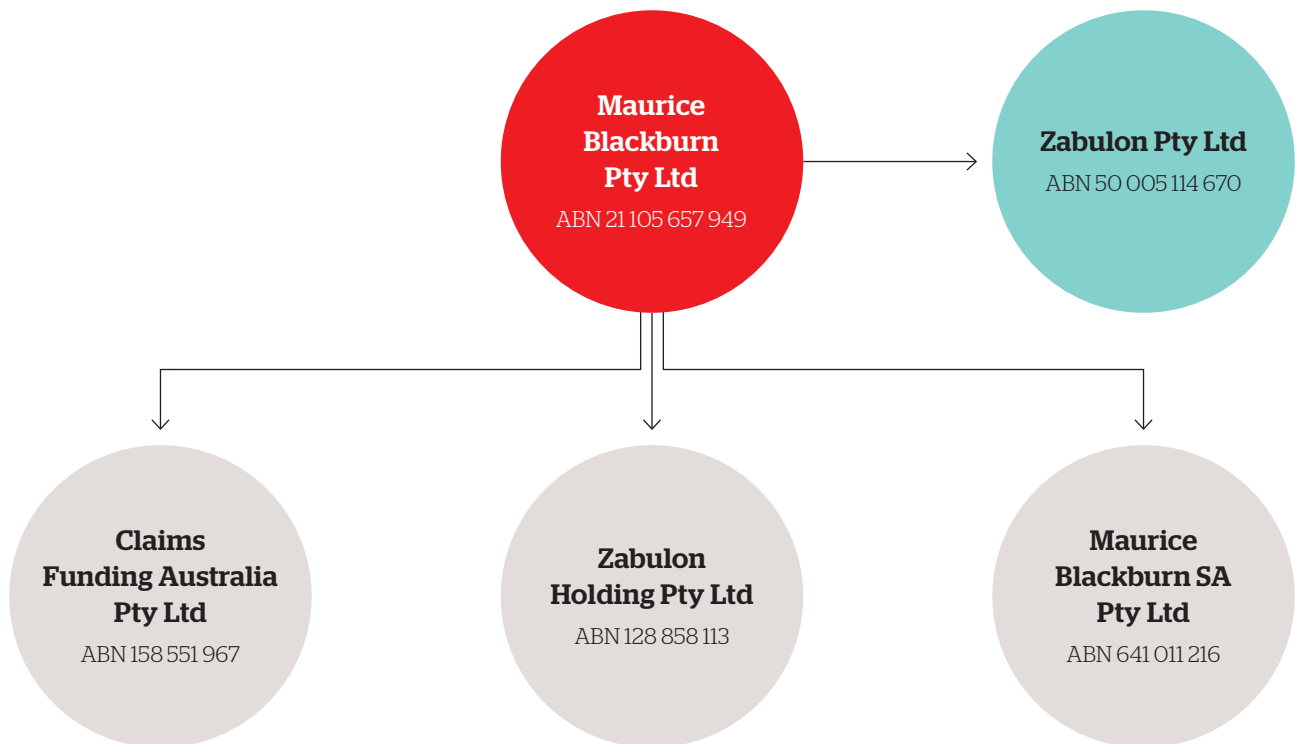 Maurice
Blackburn
Pty Ltd
ABN 21 105 657 949
Zabulon Pty Ltd
ABN 50 005 114 670
Claims
Funding Australia
Pty Ltd
ABN 158 551 967
Zabulon
Holding Pty Ltd
ABN 128 858 113
Maurice
Blackburn SA
Pty Ltd
ABN 641 011 216